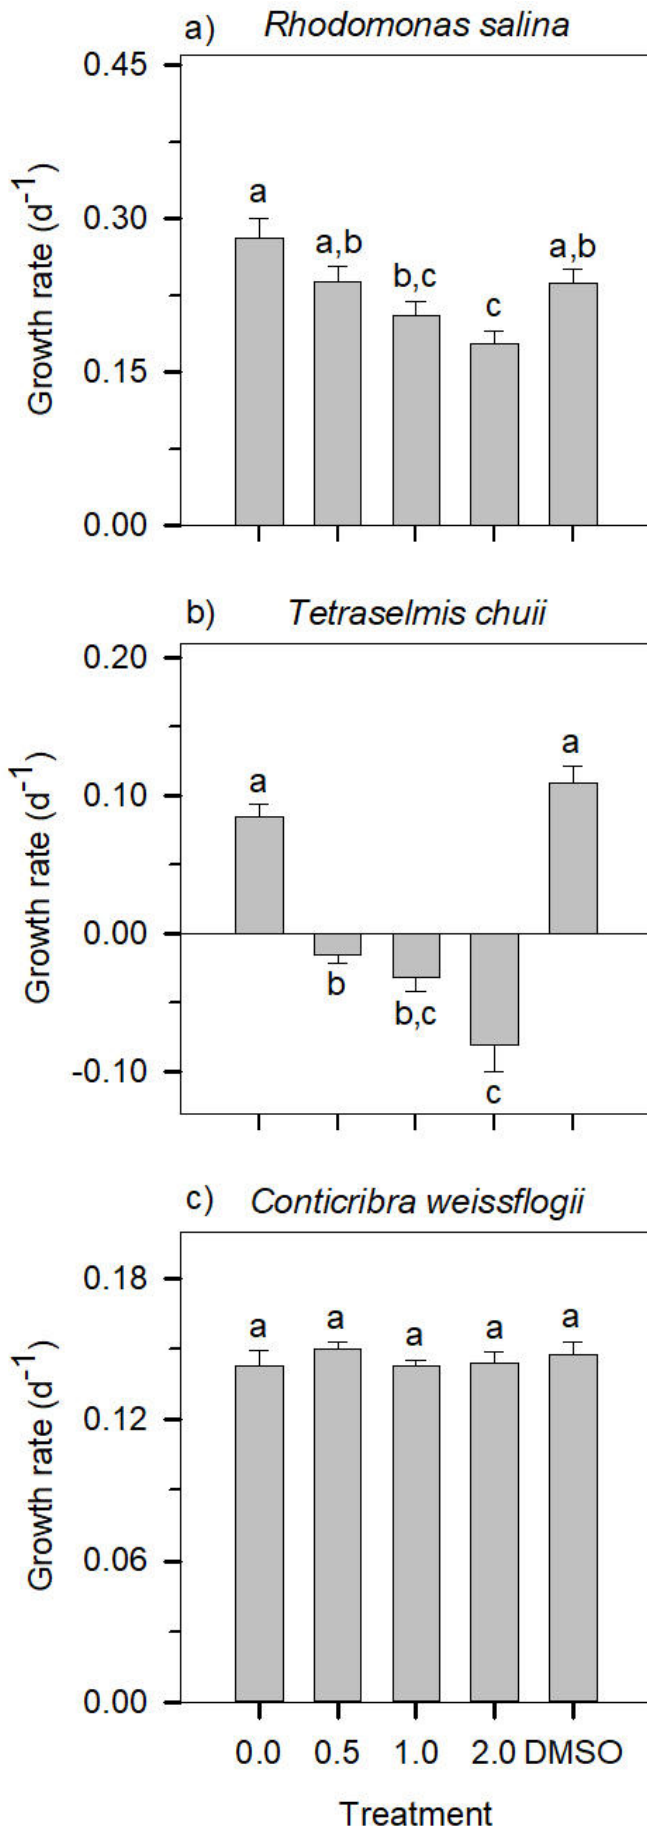 a) Rhodomonas salina
0.45
0.30
0.15
0.00
Growth rate (d-1)
a
a,b
b,c
c
a,b
b) Tetraselmis chuii
0.20
0.10
0.00
-0.10
Growth rate (d-1)
a
b
b,c
c
a
c) Conticribra weissflogii
0.18
0.12
0.06
0.00
Growth rate (d-1)
a
a
a
a
a
0.0 0.5 1.0 2.0 DMSO
Treatment